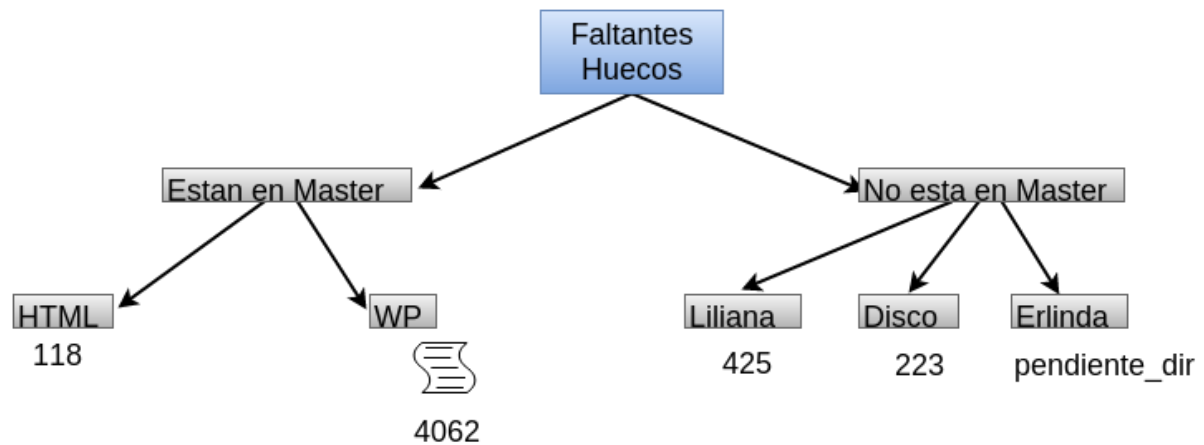 Faltantes
Huecos
Estan en Master
No esta en Master
HTML
WP
Liliana
Disco
Erlinda
118
425
223
pendiente_dir
4062